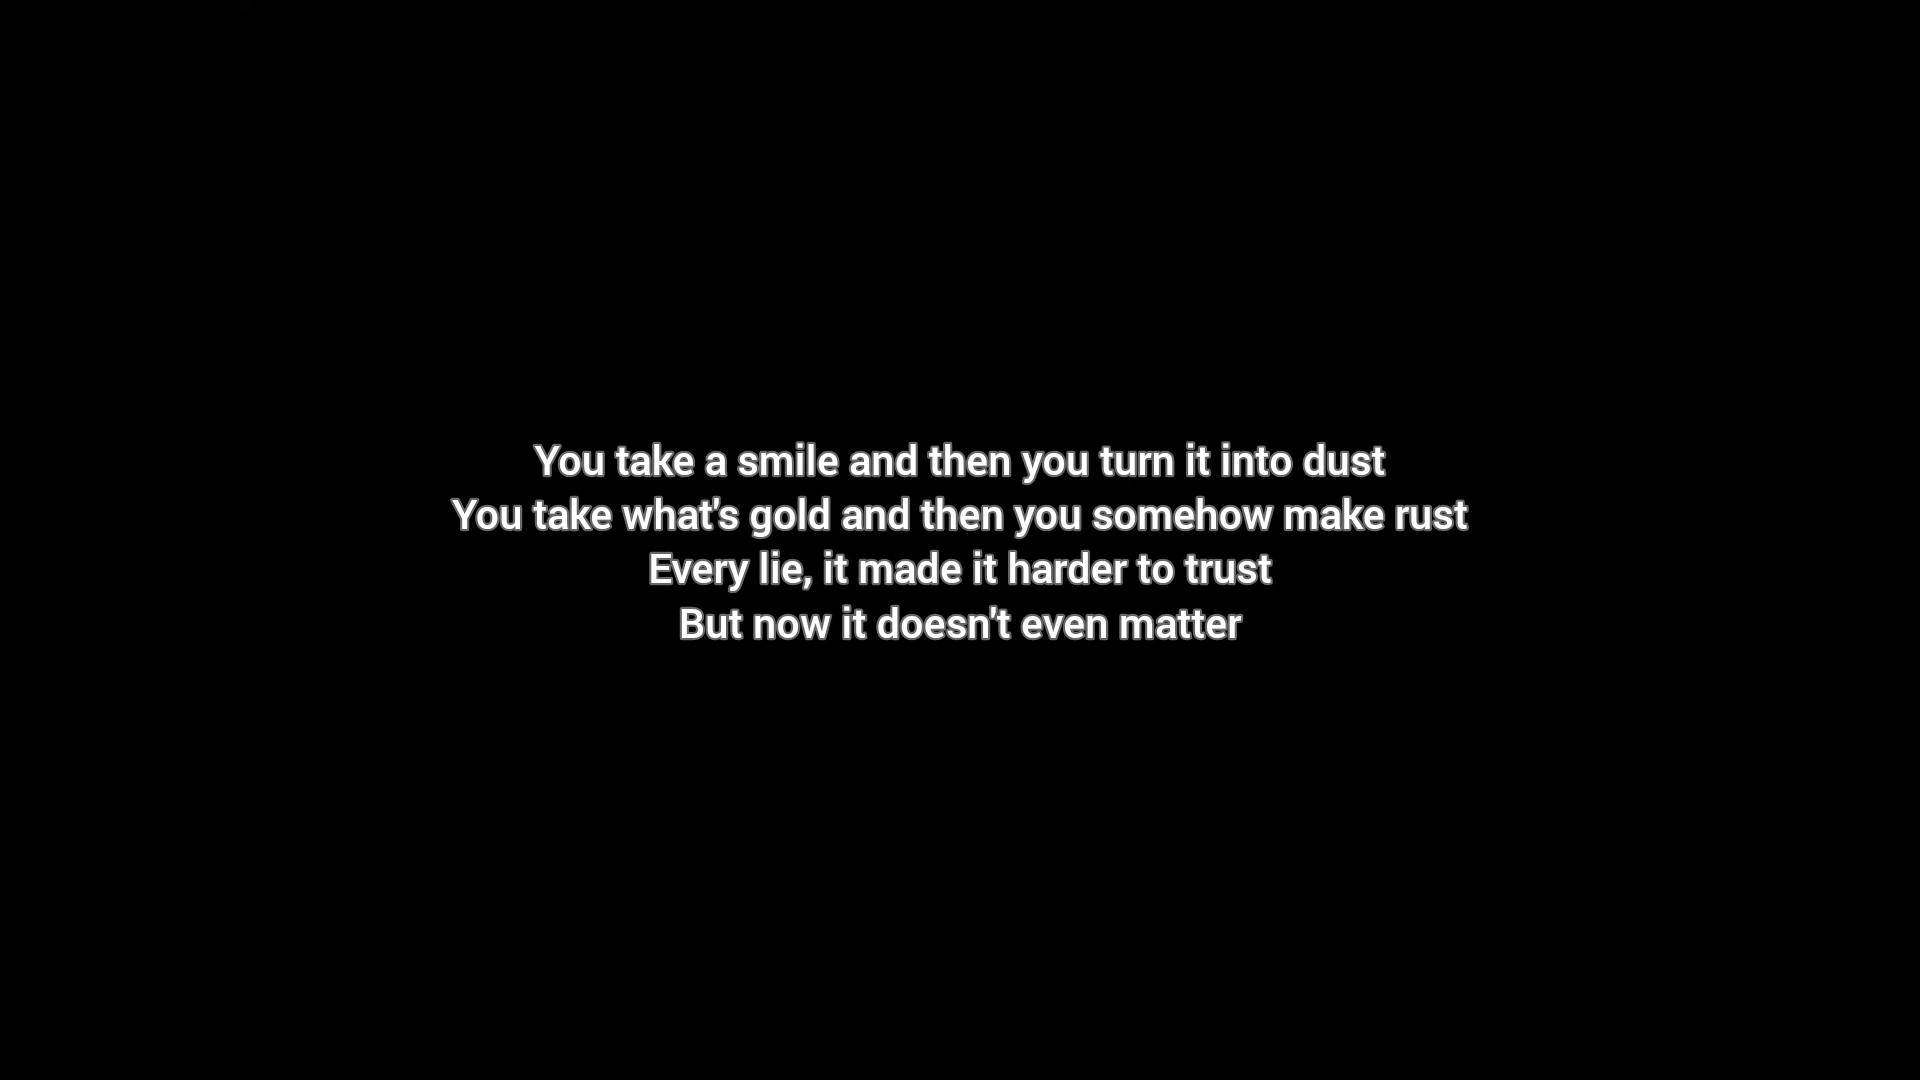 You take a smile and then you turn it into dust
You take what's gold and then you somehow make rust
Every lie, it made it harder to trust
But now it doesn't even matter